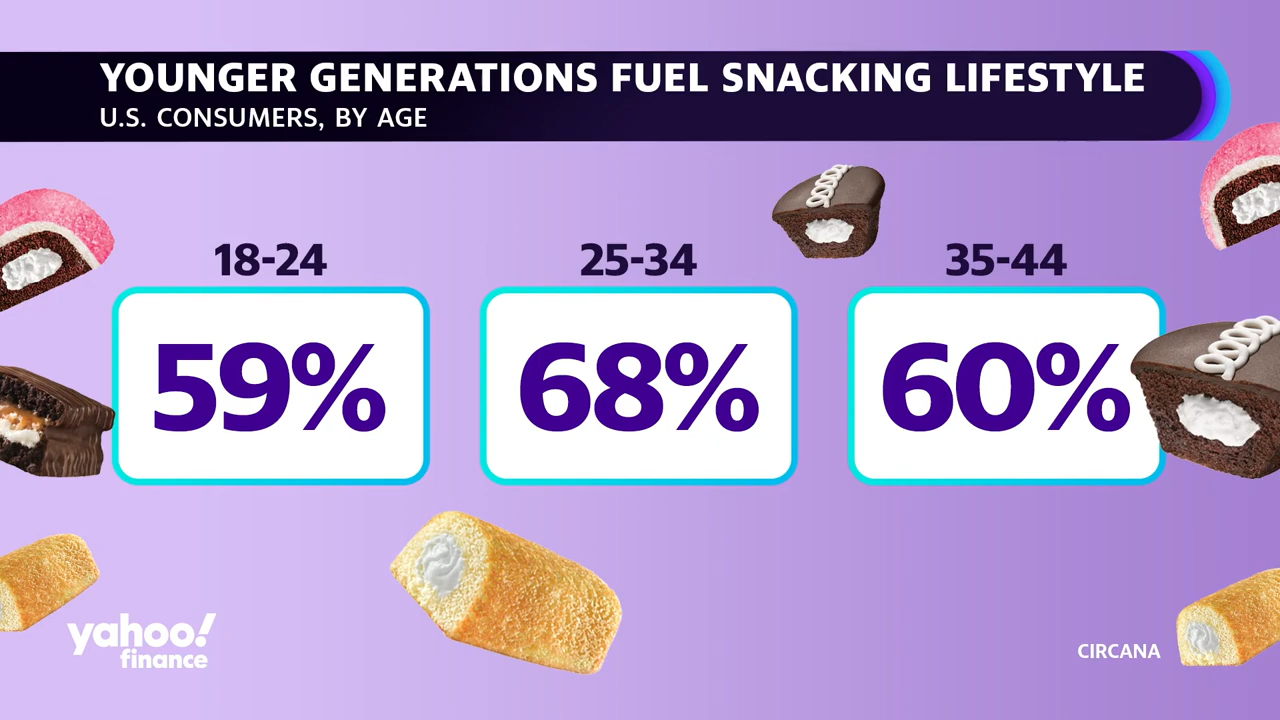 YOUNGER GENERATIONS FUEL SNACKING LIFESTYLE
U.S. CONSUMERS, BY AGE
18-24
25-34
35-44
59%
68%
60%
yahoo!
finance
CIRCANA